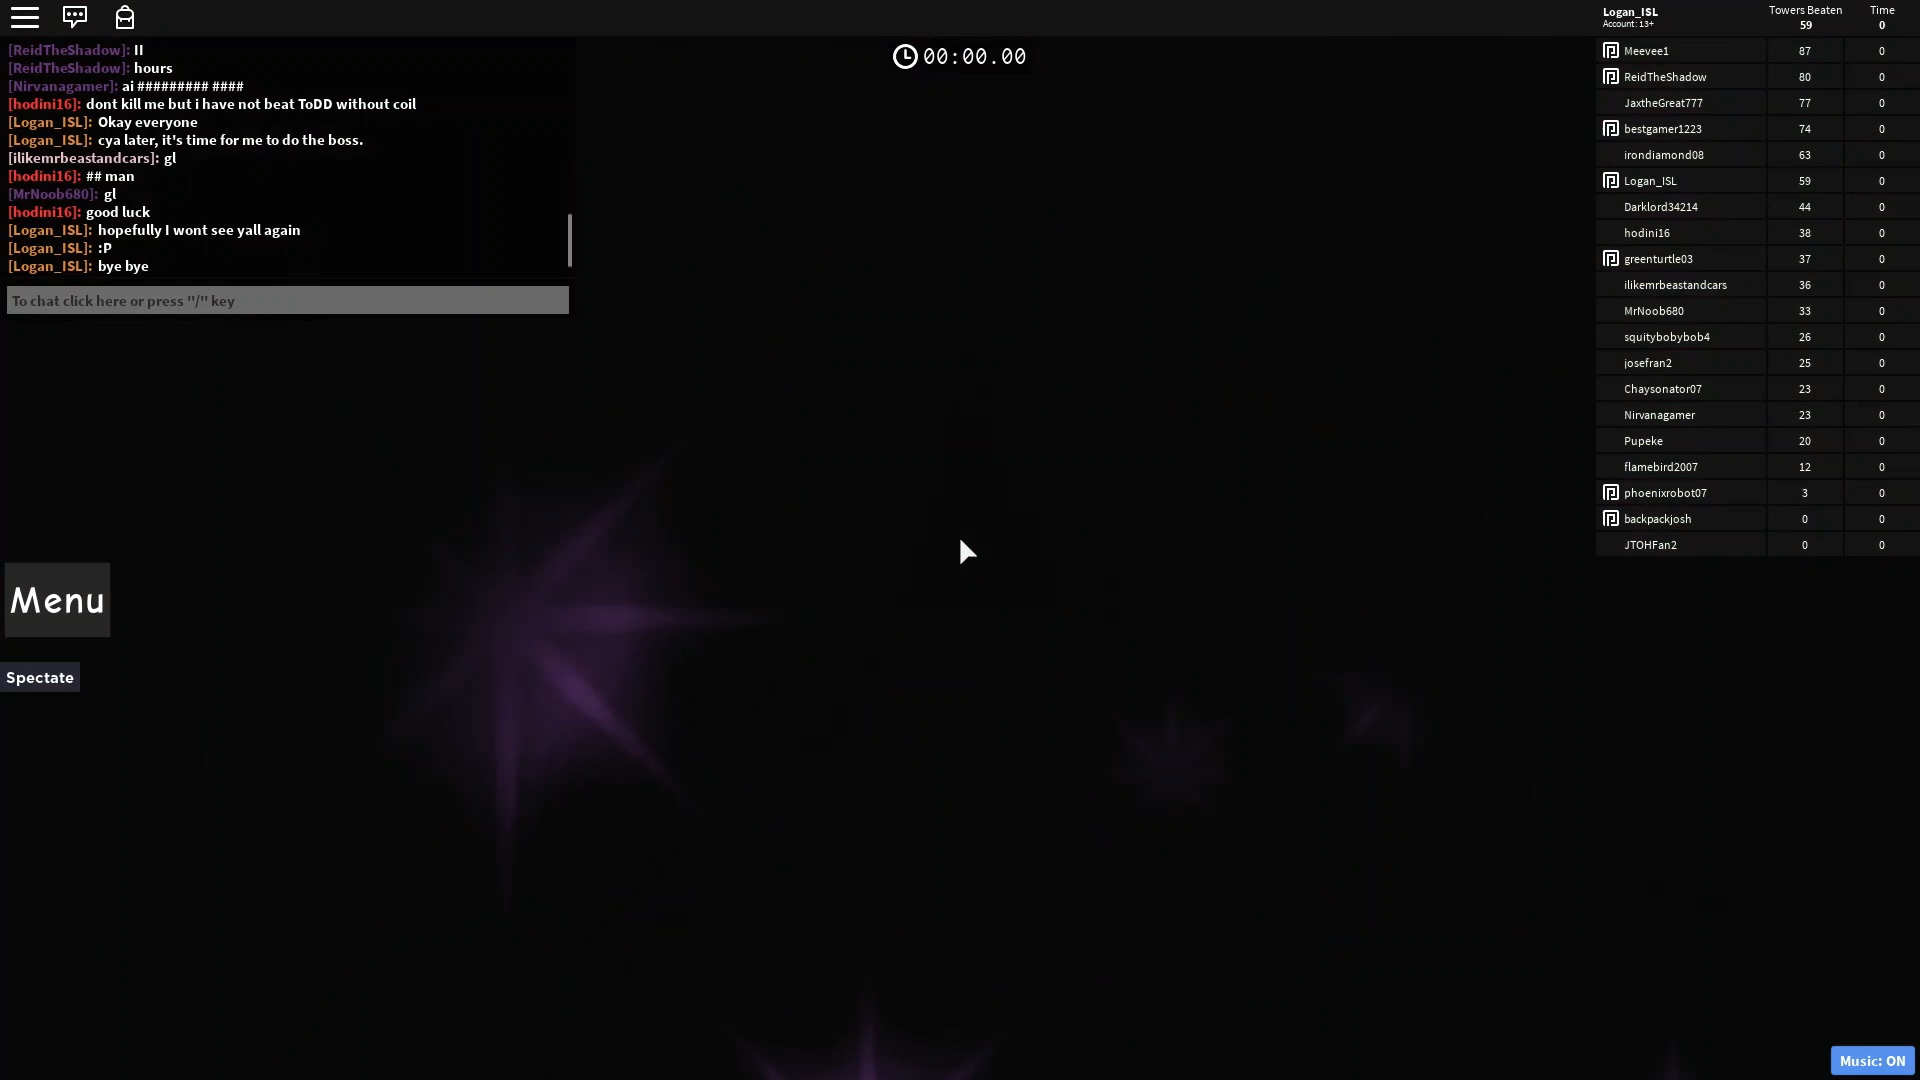 [ReidTheShadow]: II
[ReidTheShadow]: hours
[Nirvanagamer]: ai ######### ####
[hodini16]: dont kill me but i have not beat ToDD without coil
[Logan_ISL]: Okay everyone
[Logan_ISL]: cya later, it's time for me to do the boss.
[ilikemrbeastandcars]: gl
[hodini16]: ## man
[MrNoob680]: gl
[hodini16]: good luck
[Logan_ISL]: hopefully I wont see yall again
[Logan_ISL]: :P
[Logan_ISL]: bye bye
To chat click here or press "/" key
00:00.00
Menu
Spectate
Logan_ISL Towers Beaten Time
Account: 13+ 59 0
Meevee1 87 0
ReidTheShadow 80 0
JaxtheGreat777 77 0
bestgamer1223 74 0
irondiamond08 63 0
Logan_ISL 59 0
Darklord34214 44 0
hodini16 38 0
greenturtle03 37 0
ilikemrbeastandcars 36 0
MrNoob680 33 0
squitybobybob4 26 0
josefran2 25 0
Chaysonator07 23 0
Nirvanagamer 23 0
Pupeke 20 0
flamebird2007 12 0
phoenixrobot07 3 0
backpackjosh 0 0
JTOHFan2 0 0
Music: ON